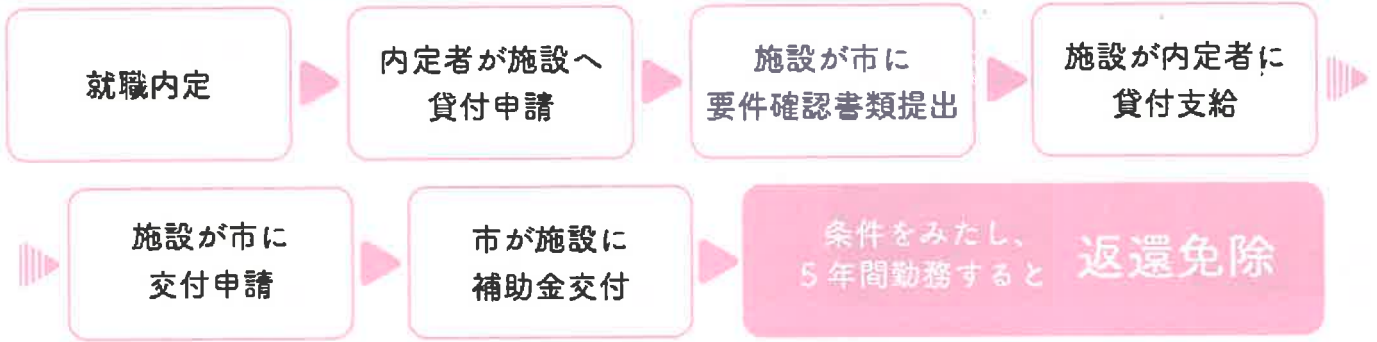 就職内定
内定者が施設へ
貸付申請
施設が市に
要件確認書類提出
施設が内定者に
貸付支給
施設が市に
交付申請
市が施設に
補助金交付
条件をみたし、
5年間勤務すると
返還免除